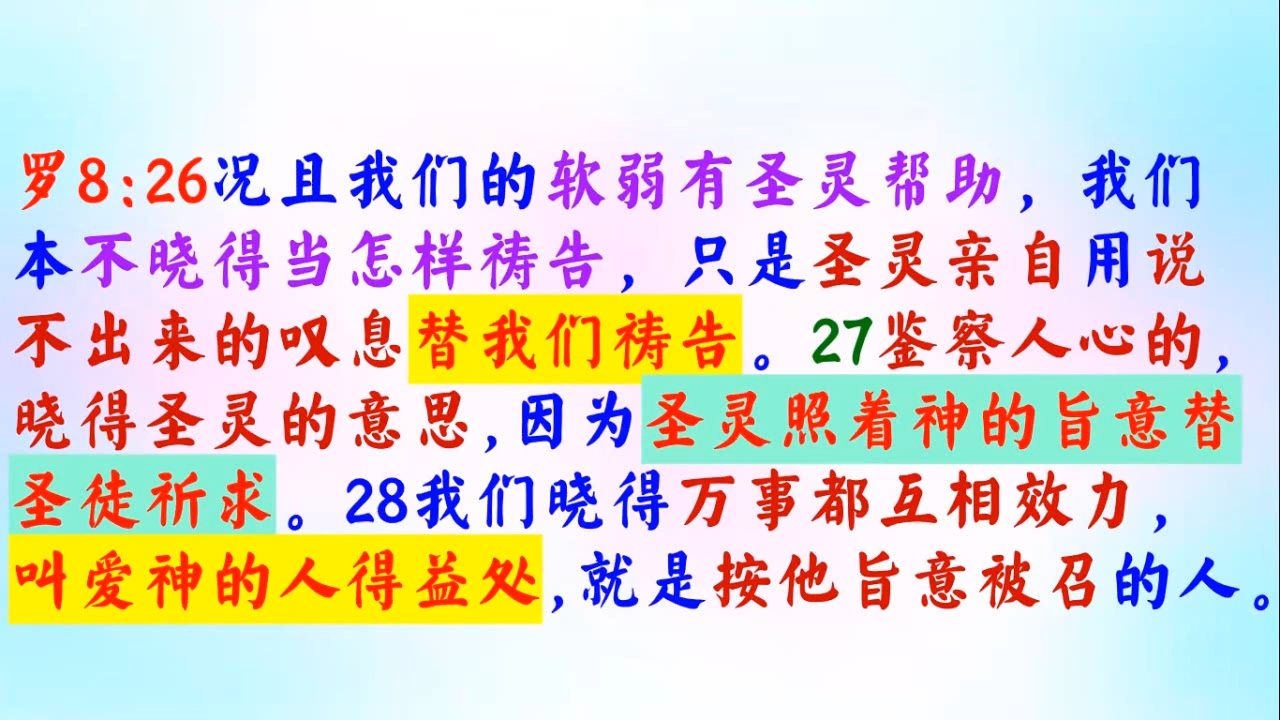 罗8:26况且我们的软弱有圣灵帮助，我们
本不晓得当怎样祷告，只是圣灵亲自用说
不出来的叹息替我们祷告。27鉴察人心的，
晓得圣灵的意思,因为圣灵照着神的旨意替
圣徒祈求。28我们晓得万事都互相效力，
叫爱神的人得益处,就是按他旨意被召的人。